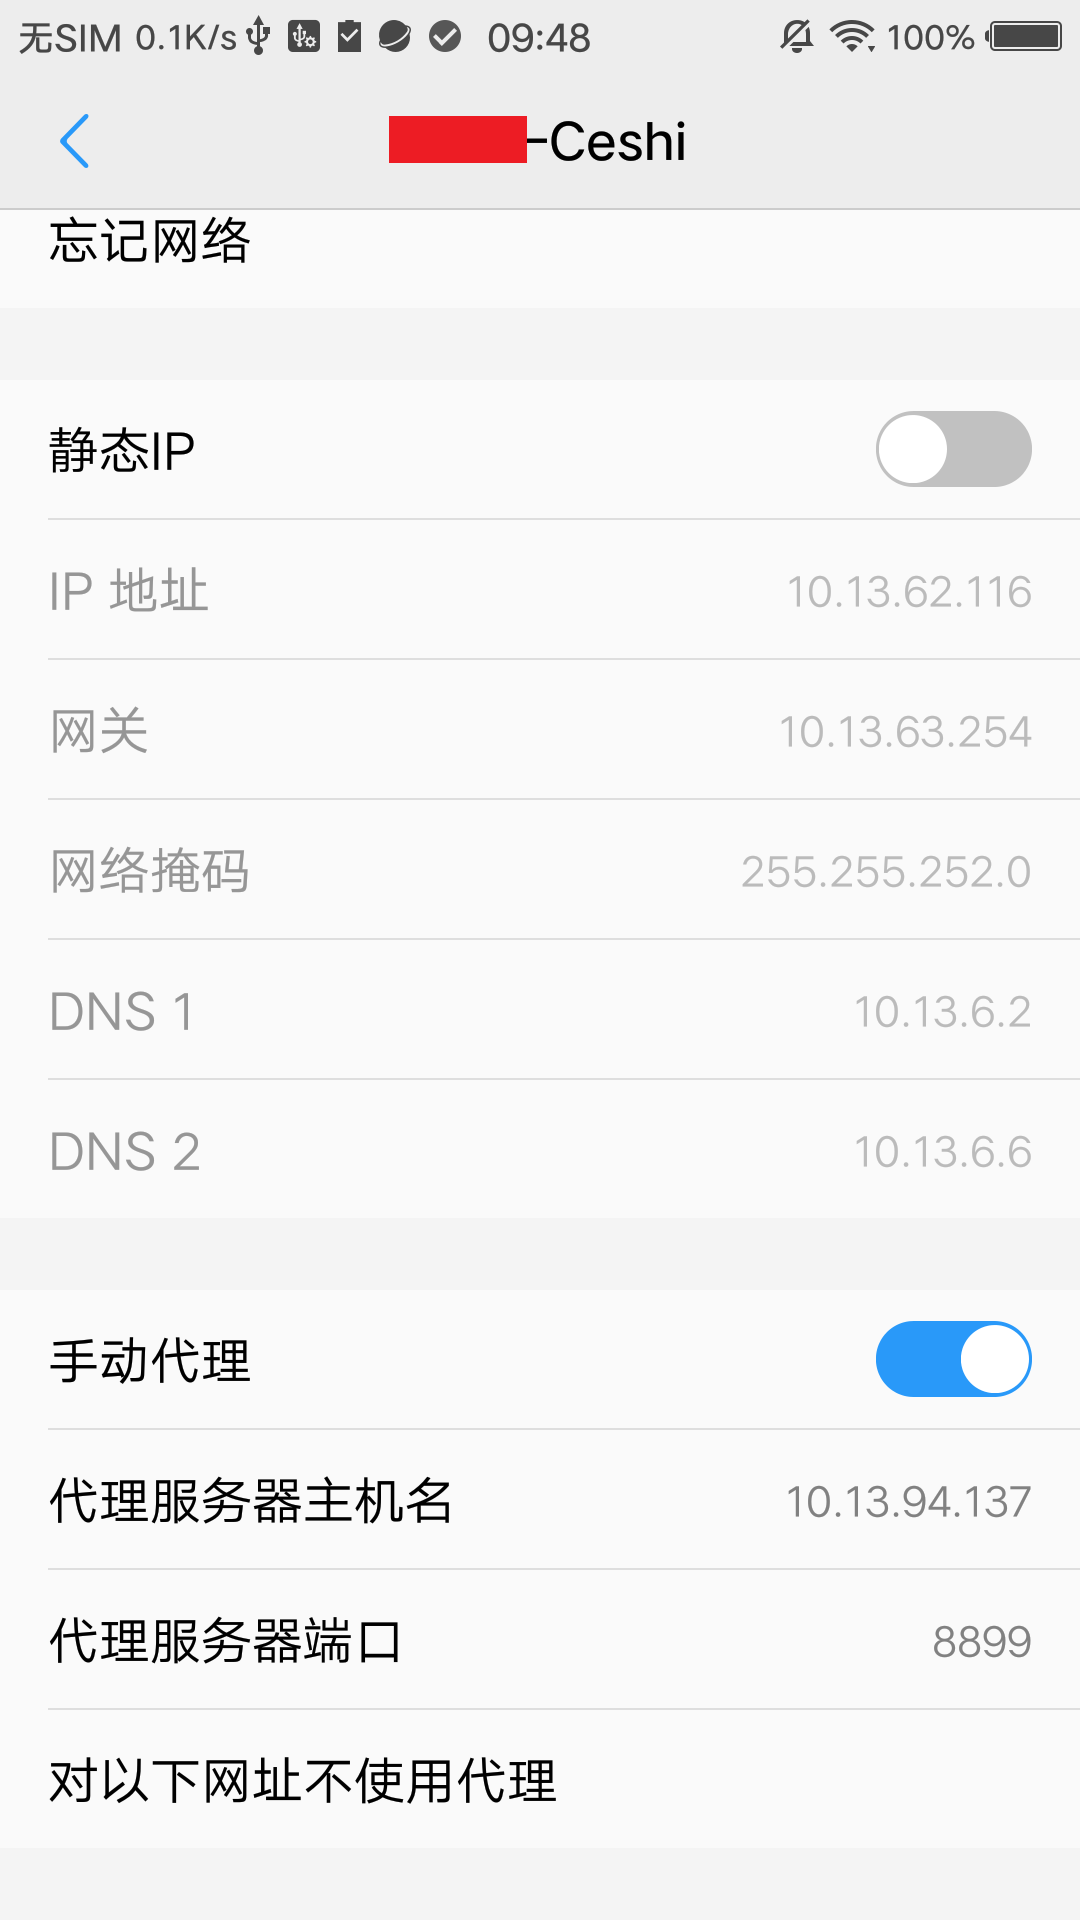 无SIM 0.1K/s 09:48 100%
-Ceshi
忘记网络
静态IP
IP 地址 10.13.62.116
网关 10.13.63.254
网络掩码 255.255.252.0
DNS 1 10.13.6.2
DNS 2 10.13.6.6
手动代理
代理服务器主机名 10.13.94.137
代理服务器端口 8899
对以下网址不使用代理